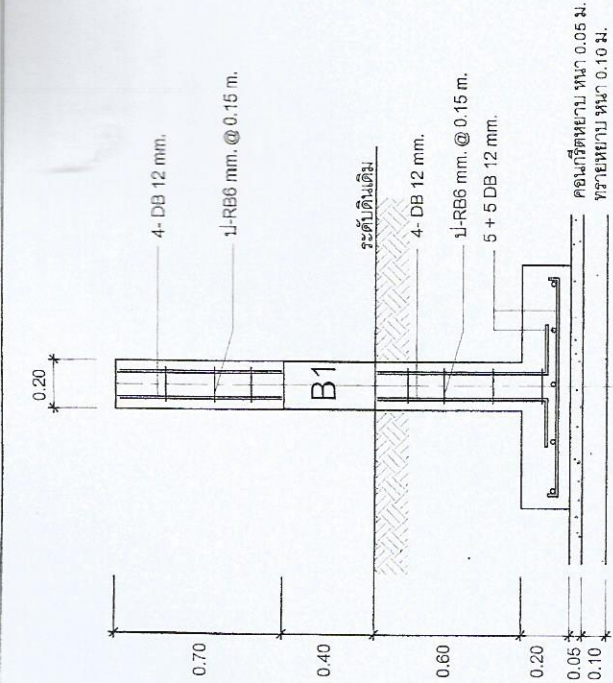 0.20
4- DB 12 mm.
ป-RB6 mm. @ 0.15 m.
0.70
B1
0.40
ระดับดินเดิม
4- DB 12 mm.
ป-RB6 mm. @ 0.15 m.
5 + 5 DB 12 mm.
0.60
0.20
0.05
0.10
คอนกรีตหยาบ หนา 0.05 ม.
ทรายหยาบ หนา 0.10 ม.